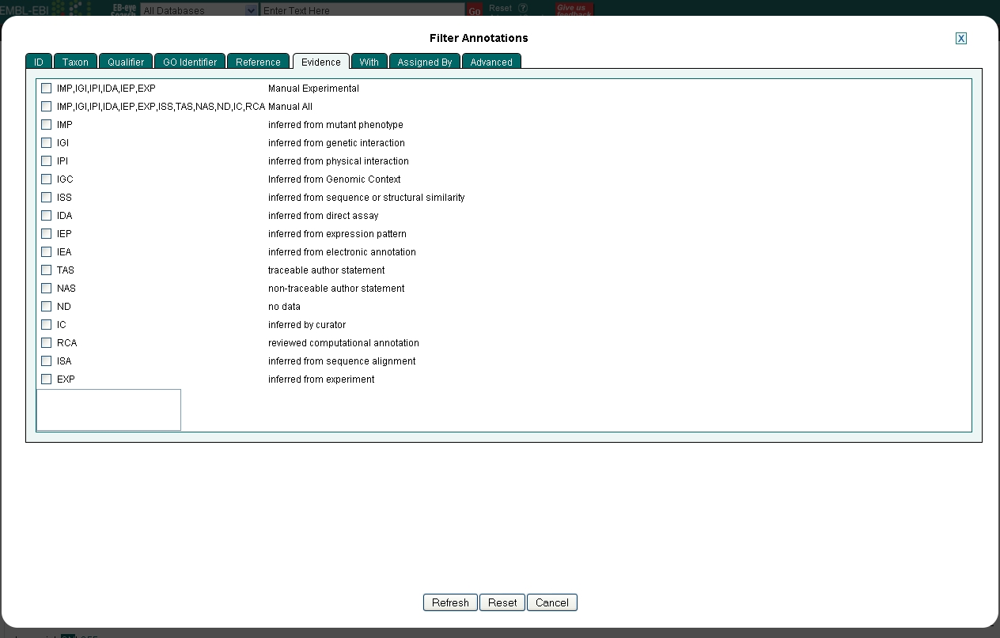 EMBL-EBI EB-eye Search All Databases Enter Text Here Go Reset ? Give us feedback
Filter Annotations X
ID Taxon Qualifier GO Identifier Reference Evidence With Assigned By Advanced
IMP,IGI,IPI,IDA,IEP,EXP Manual Experimental
IMP,IGI,IPI,IDA,IEP,EXP,ISS,TAS,NAS,ND,IC,RCA Manual All
IMP inferred from mutant phenotype
IGI inferred from genetic interaction
IPI inferred from physical interaction
IGC Inferred from Genomic Context
ISS inferred from sequence or structural similarity
IDA inferred from direct assay
IEP inferred from expression pattern
IEA inferred from electronic annotation
TAS traceable author statement
NAS non-traceable author statement
ND no data
IC inferred by curator
RCA reviewed computational annotation
ISA inferred from sequence alignment
EXP inferred from experiment
Refresh Reset Cancel